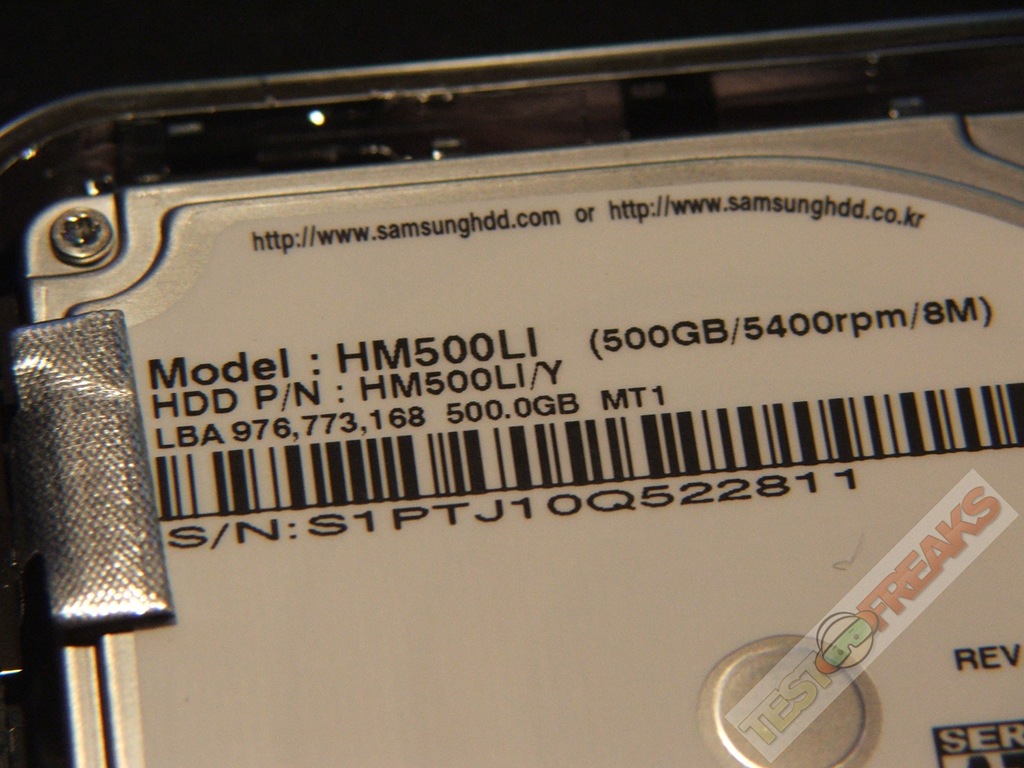 http://www.samsunghdd.com or http://www.samsunghdd.co.kr
Model : HM500LI (500GB/5400rpm/8M)
HDD P/N : HM500LI/Y
LBA 976,773,168 500.0GB MT1
S/N:S1PTJ10Q522811
TESTFREAKS
REV
SER